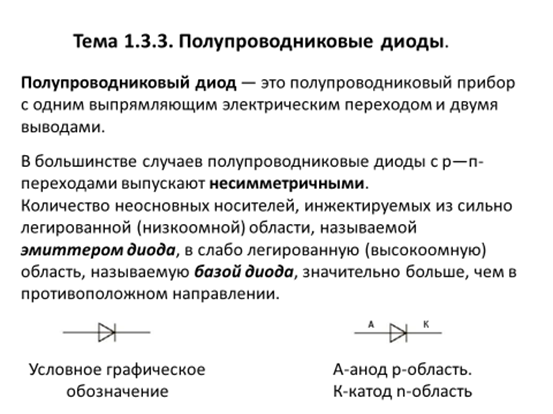 Тема 1.3.3. Полупроводниковые диоды.
Полупроводниковый диод — это полупроводниковый прибор
с одним выпрямляющим электрическим переходом и двумя
выводами.
В большинстве случаев полупроводниковые диоды с p—п-
переходами выпускают несимметричными.
Количество неосновных носителей, инжектируемых из сильно
легированной (низкоомной) области, называемой
эмиттером диода, в слабо легированную (высокоомную)
область, называемую базой диода, значительно больше, чем в
противоположном направлении.
А К
Условное графическое
обозначение
А-анод p-область.
К-катод n-область